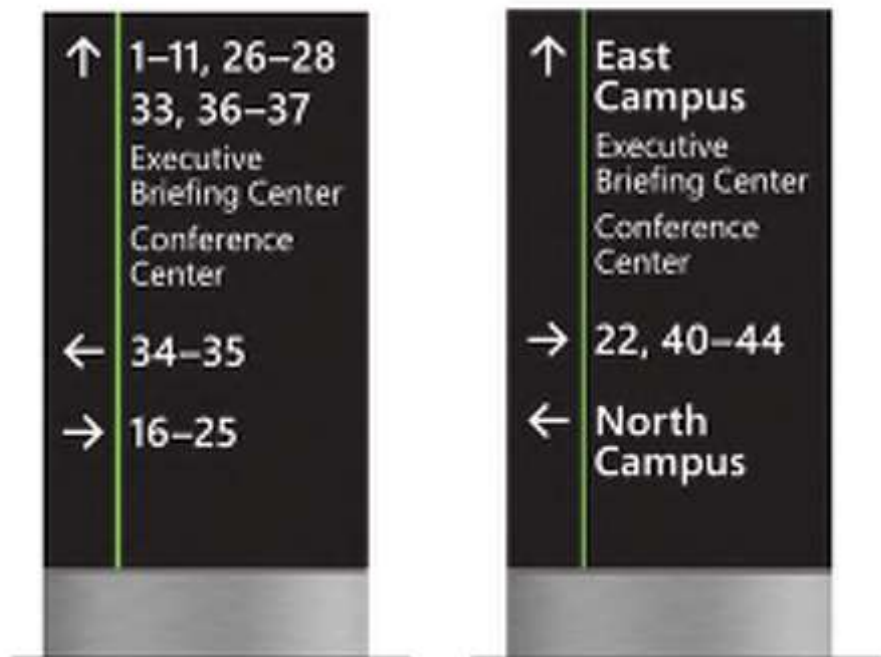 ↑ 1–11, 26–28
33, 36–37
Executive
Briefing Center
Conference
Center
← 34–35
→ 16–25
↑ East
Campus
Executive
Briefing Center
Conference
Center
→ 22, 40–44
← North
Campus